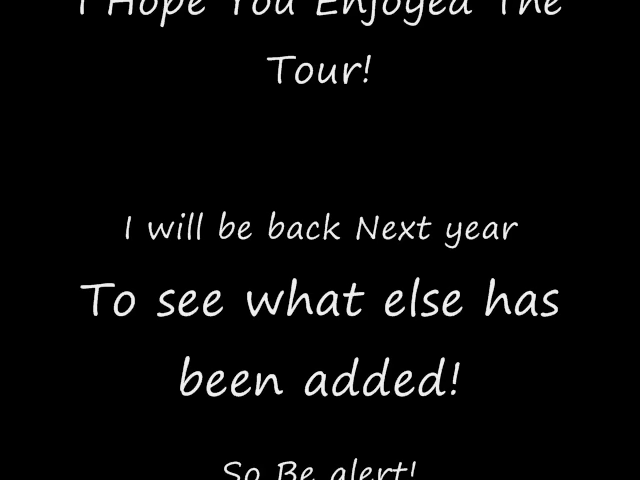 I Hope You Enjoyed The
Tour!
I will be back Next year
To see what else has
been added!
So Be alert!